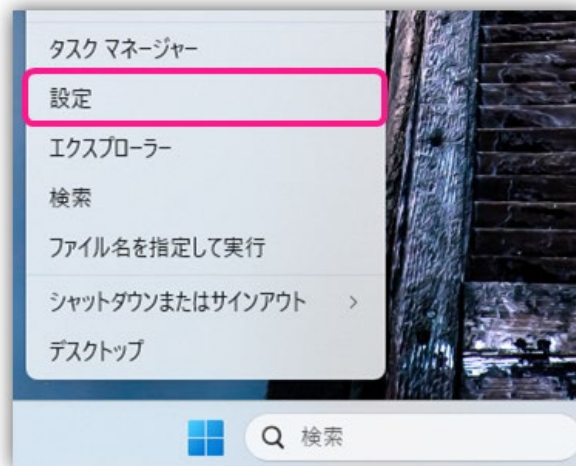 タスク マネージャー
設定
エクスプローラー
検索
ファイル名を指定して実行
シャットダウンまたはサインアウト
デスクトップ
検索